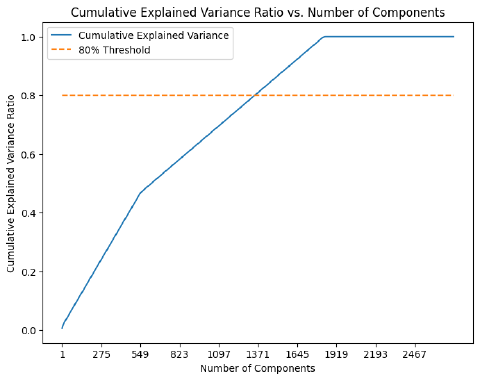 Cumulative Explained Variance Ratio vs. Number of Components
Cumulative Explained Variance
80% Threshold
Cumulative Explained Variance Ratio
1.0
0.8
0.6
0.4
0.2
0.0
1 275 549 823 1097 1371 1645 1919 2193 2467
Number of Components